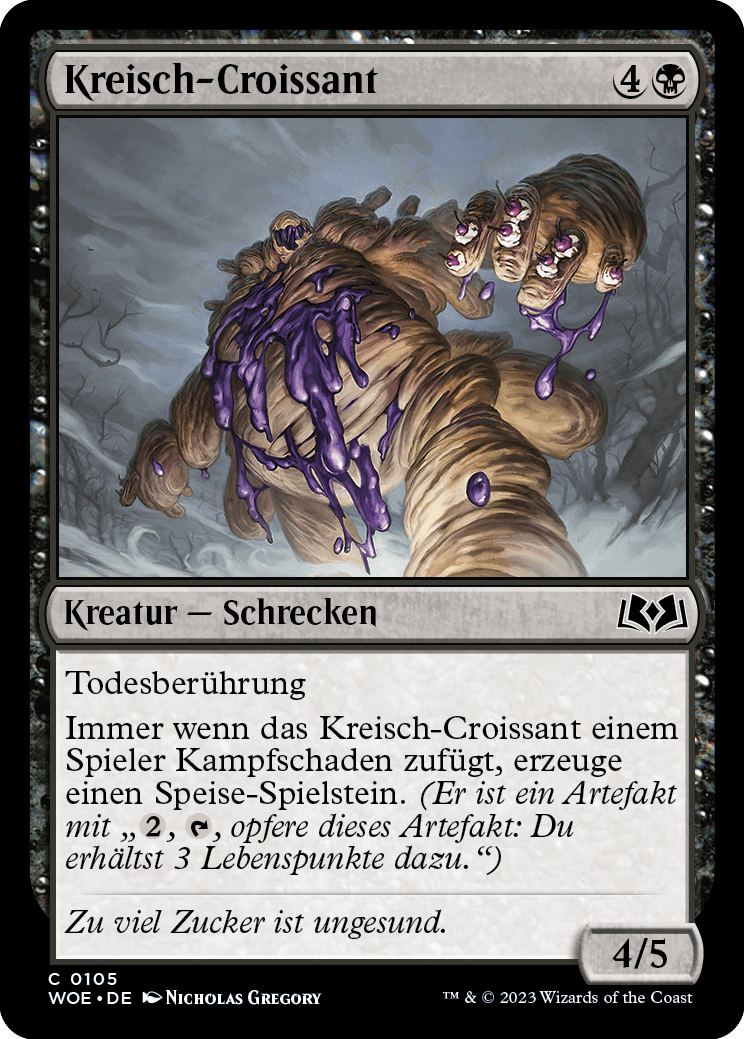 Kreisch-Croissant 4
Kreatur — Schrecken
Todesberührung
Immer wenn das Kreisch-Croissant einem
Spieler Kampfschaden zufügt, erzeuge
einen Speise-Spielstein. (Er ist ein Artefakt
mit „2, , opfere dieses Artefakt: Du
erhältst 3 Lebenspunkte dazu.“)
Zu viel Zucker ist ungesund.
4/5
C 0105
WOE • DE Nicholas Gregory
™ & © 2023 Wizards of the Coast